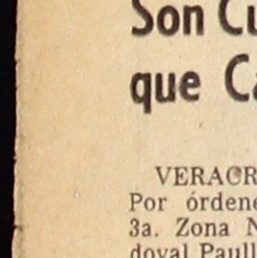 Son Cu
que Ca
VERACR
Por órdene
3a. Zona N
doval Paull